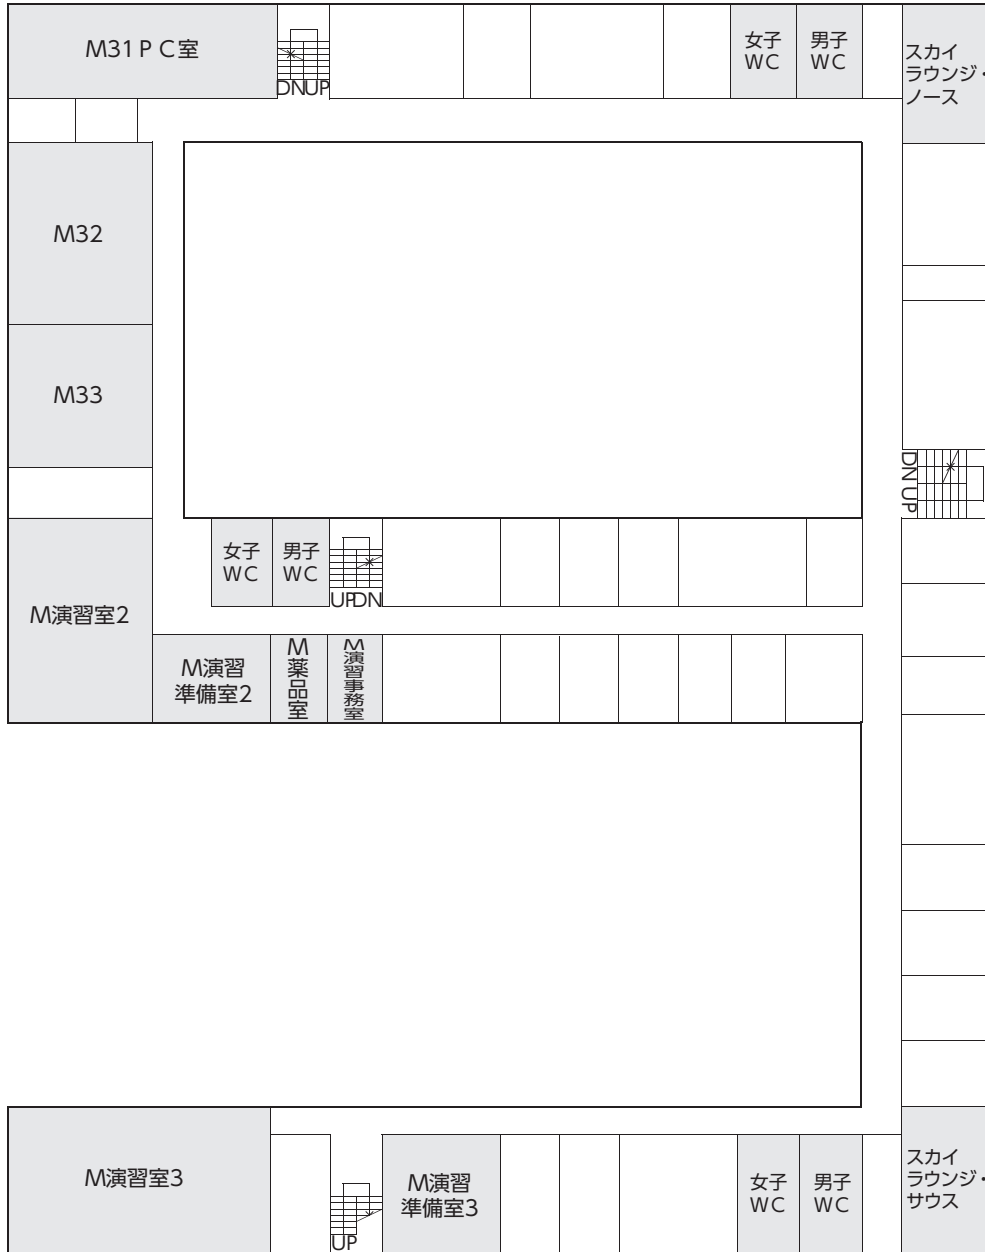 M31ＰＣ室
DNUP
女子
WC
男子
WC
スカイ
ラウンジ・
ノース
M32
M33
DN UP
女子
WC
男子
WC
UPDN
M演習室2
M演習
準備室2
M薬品室
M演習事務室
M演習室3
UP
M演習
準備室3
女子
WC
男子
WC
スカイ
ラウンジ・
サウス